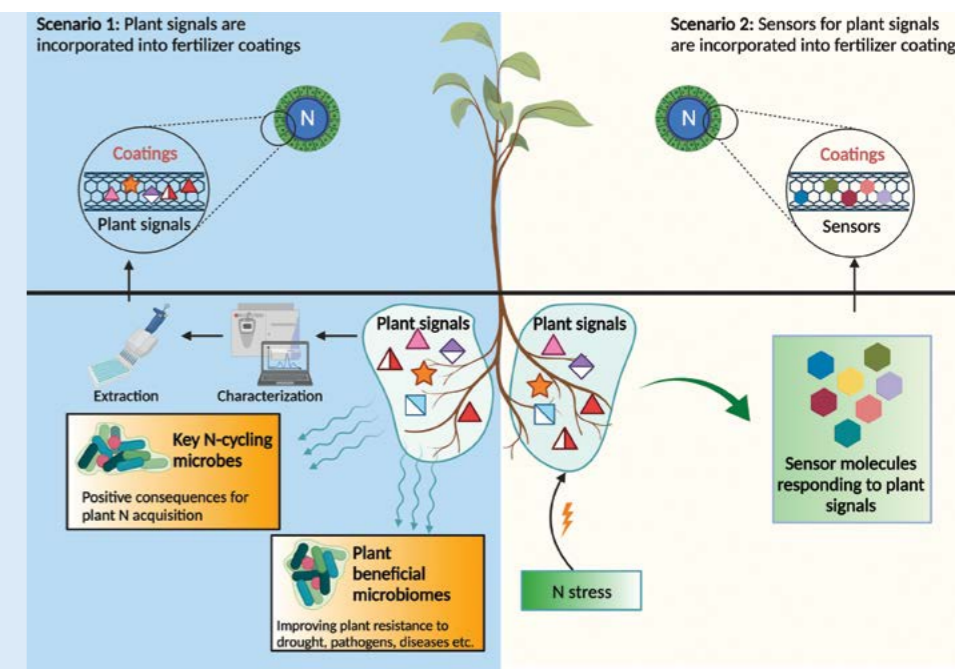 Scenario 1: Plant signals are
incorporated into fertilizer coatings
Scenario 2: Sensors for plant signals
are incorporated into fertilizer coating
N
N
Coatings
Plant signals
Coatings
Sensors
Plant signals
Plant signals
Extraction
Characterization
Key N-cycling
microbes
Positive consequences for
plant N acquisition
Plant
beneficial
microbiomes
Improving plant resistance to
drought, pathogens, diseases etc.
N stress
Sensor molecules
responding to plant
signals